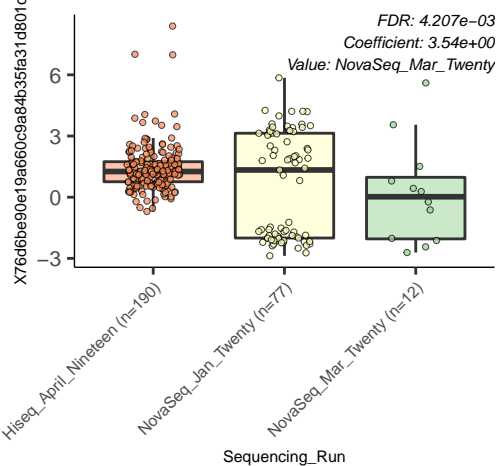 FDR: 4.207e−03
Coefficient: 3.54e+00
Value: NovaSeq_Mar_Twenty
X76d6be90e19a660c9a84b35fa31d801c
6
3
0
−3
Hiseq_April_Nineteen (n=190)
NovaSeq_Jan_Twenty (n=77)
NovaSeq_Mar_Twenty (n=12)
Sequencing_Run